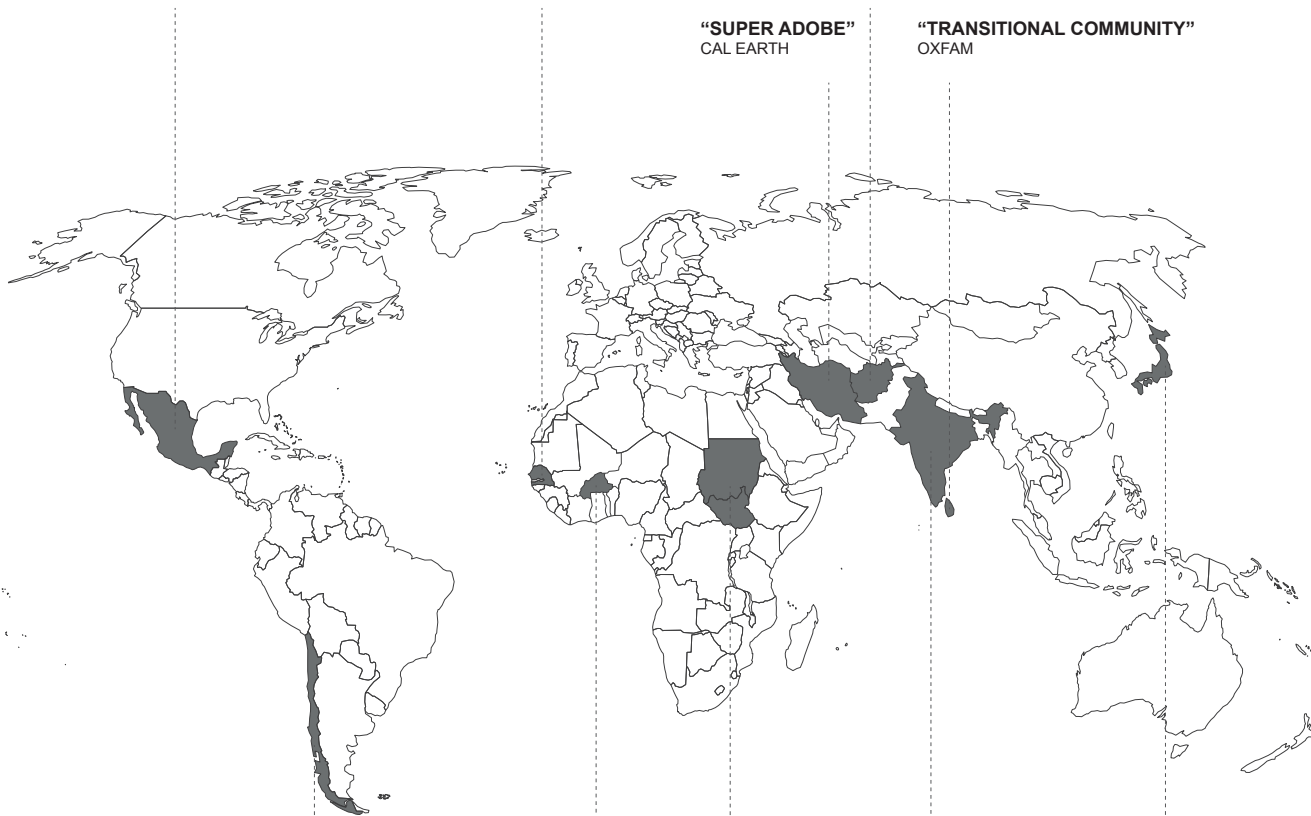 “SUPER ADOBE”
CAL EARTH
“TRANSITIONAL COMMUNITY”
OXFAM